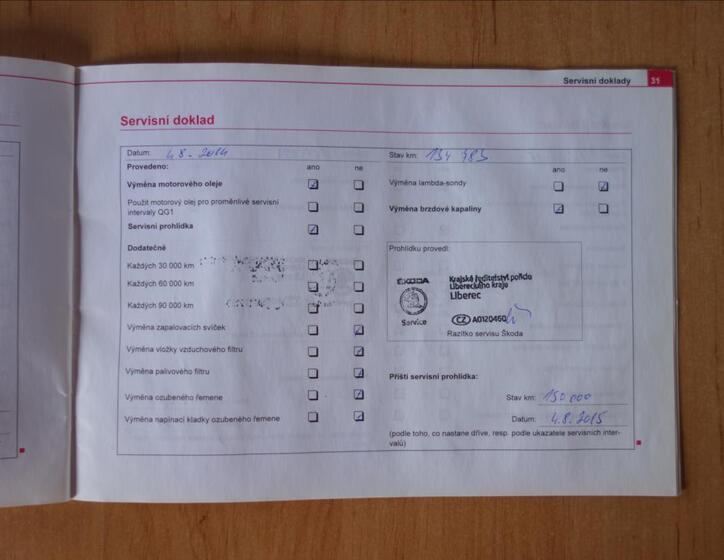 Servisní doklady 31
Servisní doklad
Datum: 4.8.2014
Stav km: 134 483
Provedeno: ano ne
ano ne
Výměna motorového oleje
Výměna lambda-sondy
Použit motorový olej pro proměnlivé servisní
intervaly QG1
Výměna brzdové kapaliny
Servisní prohlídka
Dodatečně
Každých 30 000 km
Každých 60 000 km
Každých 90 000 km
Výměna zapalovacích svíček
Výměna vložky vzduchového filtru
Výměna palivového filtru
Výměna ozubeného řemene
Výměna napínací kladky ozubeného řemene
Prohlídku provedl:
ŠKODA
Service
Krajské ředitelství policie
Libereckého kraje
Liberec
CZ A0120450
Razítko servisu Škoda
Příští servisní prohlídka:
Stav km: 150 000
Datum: 4.8.2015
(podle toho, co nastane dříve, resp. podle ukazatele servisních inter-
valů)